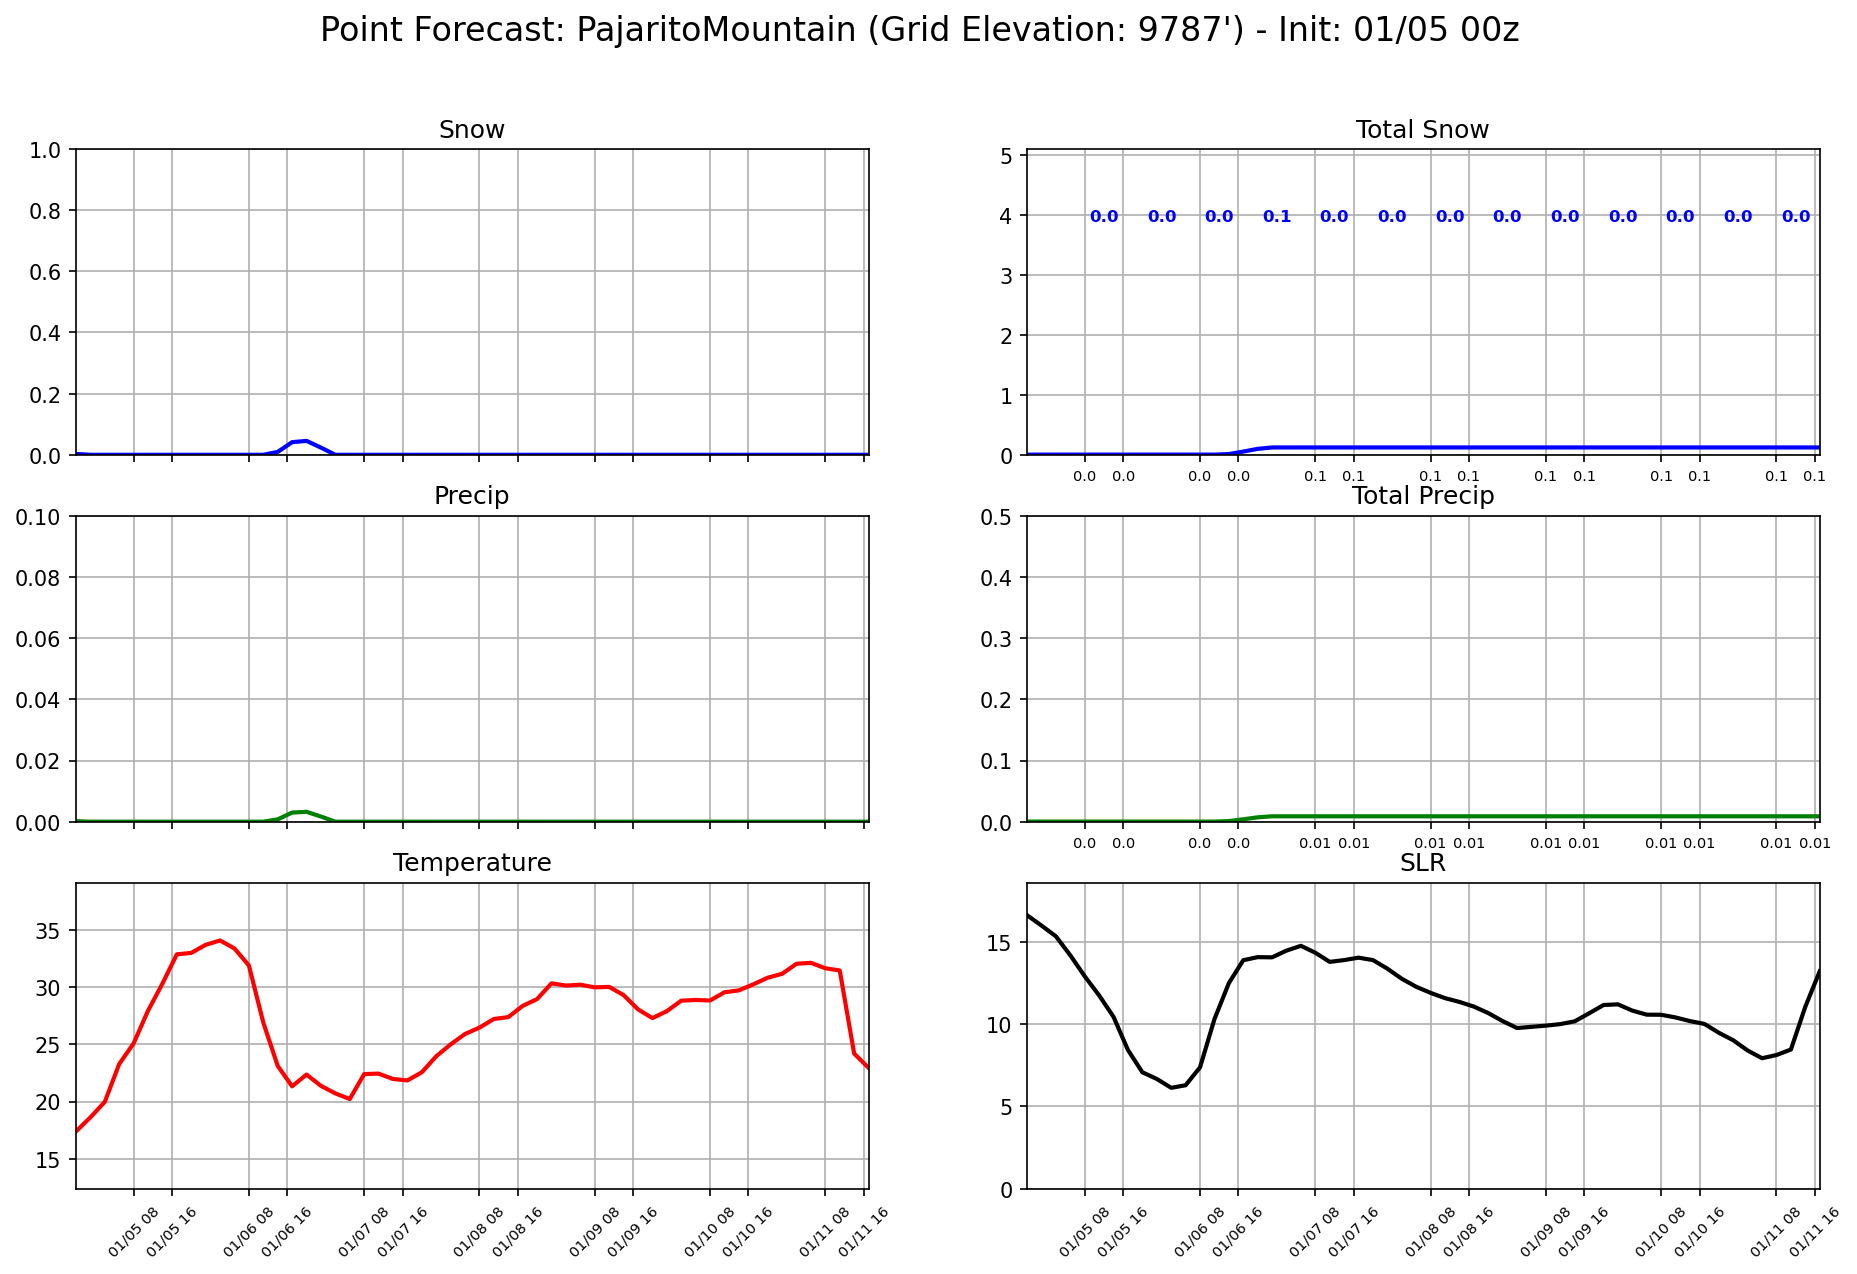 Point Forecast: PajaritoMountain (Grid Elevation: 9787') - Init: 01/05 00z
Snow
1.0
0.8
0.6
0.4
0.2
0.0
Total Snow
5
4
3
2
1
0
0.0 0.0 0.0 0.1 0.0 0.0 0.0 0.0 0.0 0.0 0.0 0.0 0.0
0.0 0.0 0.0 0.0 0.1 0.1 0.1 0.1 0.1 0.1 0.1 0.1 0.1 0.1
Precip
0.10
0.08
0.06
0.04
0.02
0.00
Total Precip
0.5
0.4
0.3
0.2
0.1
0.0
0.0 0.0 0.0 0.0 0.01 0.01 0.01 0.01 0.01 0.01 0.01 0.01 0.01 0.01
Temperature
35
30
25
20
15
01/05 08 01/05 16 01/06 08 01/06 16 01/07 08 01/07 16 01/08 08 01/08 16 01/09 08 01/09 16 01/10 08 01/10 16 01/11 08 01/11 16
SLR
15
10
5
0
01/05 08 01/05 16 01/06 08 01/06 16 01/07 08 01/07 16 01/08 08 01/08 16 01/09 08 01/09 16 01/10 08 01/10 16 01/11 08 01/11 16